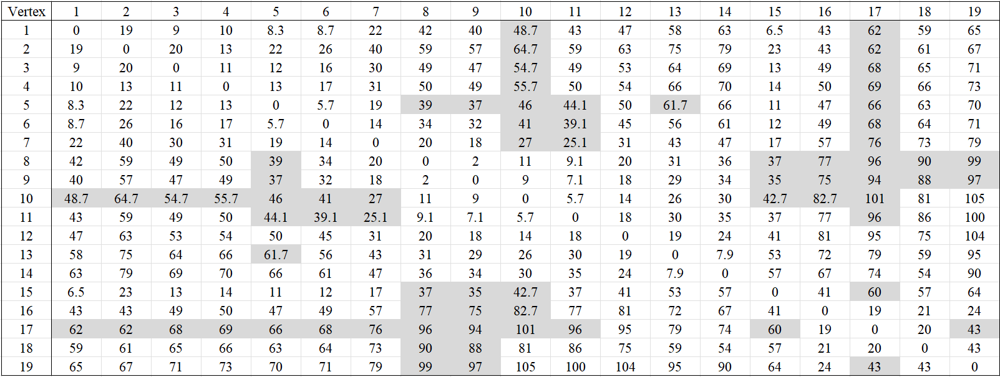 Vertex 1 2 3 4 5 6 7 8 9 10 11 12 13 14 15 16 17 18 19
1 0 19 9 10 8.3 8.7 22 42 40 48.7 43 47 58 63 6.5 43 62 59 65
2 19 0 20 13 22 26 40 59 57 64.7 59 63 75 79 23 43 62 61 67
3 9 20 0 11 12 16 30 49 47 54.7 49 53 64 69 13 49 68 65 71
4 10 13 11 0 13 17 31 50 49 55.7 50 54 66 70 14 50 69 66 73
5 8.3 22 12 13 0 5.7 19 39 37 46 44.1 50 61.7 66 11 47 66 63 70
6 8.7 26 16 17 5.7 0 14 34 32 41 39.1 45 56 61 12 49 68 64 71
7 22 40 30 31 19 14 0 20 18 27 25.1 31 43 47 17 57 76 73 79
8 42 59 49 50 39 34 20 0 2 11 9.1 20 31 36 37 77 96 90 99
9 40 57 47 49 37 32 18 2 0 9 7.1 18 29 34 35 75 94 88 97
10 48.7 64.7 54.7 55.7 46 41 27 11 9 0 5.7 14 26 30 42.7 82.7 101 81 105
11 43 59 49 50 44.1 39.1 25.1 9.1 7.1 5.7 0 18 30 35 37 77 96 86 100
12 47 63 53 54 50 45 31 20 18 14 18 0 19 24 41 81 95 75 104
13 58 75 64 66 61.7 56 43 31 29 26 30 19 0 7.9 53 72 79 59 95
14 63 79 69 70 66 61 47 36 34 30 35 24 7.9 0 57 67 74 54 90
15 6.5 23 13 14 11 12 17 37 35 42.7 37 41 53 57 0 41 60 57 64
16 43 43 49 50 47 49 57 77 75 82.7 77 81 72 67 41 0 19 21 24
17 62 62 68 69 66 68 76 96 94 101 96 95 79 74 60 19 0 20 43
18 59 61 65 66 63 64 73 90 88 81 86 75 59 54 57 21 20 0 43
19 65 67 71 73 70 71 79 99 97 105 100 104 95 90 64 24 43 43 0